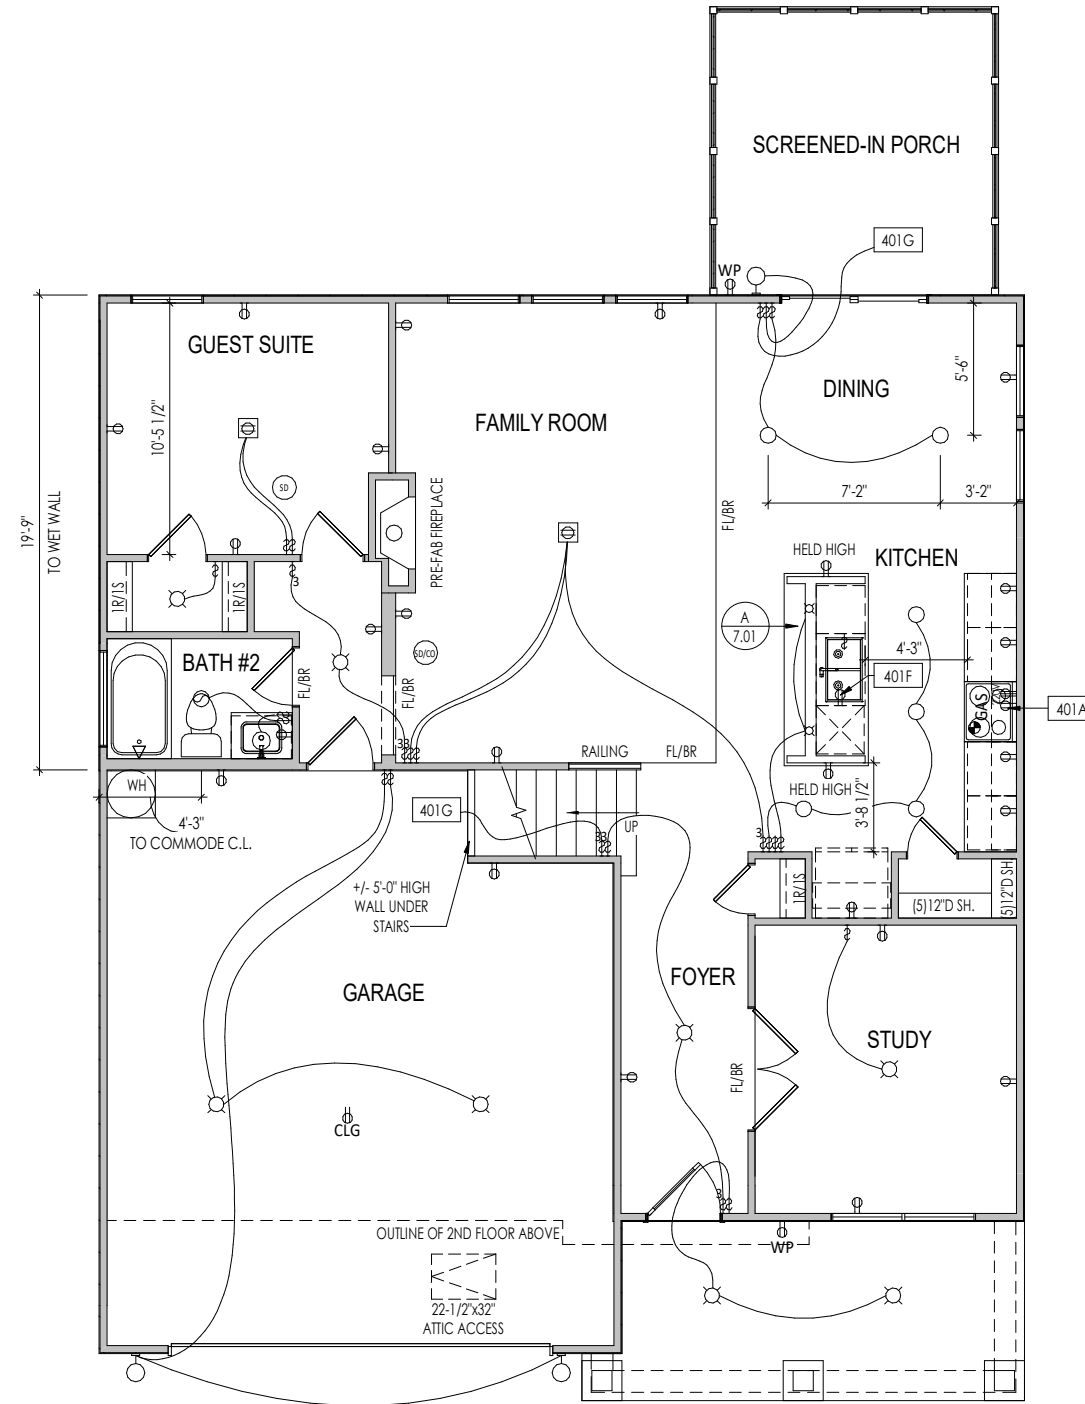 SCREENED-IN PORCH
401G
WP
GUEST SUITE
10'-5 1/2"
FAMILY ROOM
DINING
5'-6"
7'-2"
3'-2"
19'-9"
TO WET WALL
SD
PRE-FAB FIREPLACE
FL/BR
HELD HIGH
KITCHEN
1R/1S
1R/1S
3
A
7.01
4'-3"
401F
SD/CO
BATH #2
FL/BR
FL/BR
GAS
401A
33
RAILING
FL/BR
WH
4'-3"
TO COMMODE C.L.
401G
UP
33
HELD HIGH
3'-8 1/2"
3
+/- 5'-0" HIGH
WALL UNDER
STAIRS
1R/1S
(5)12"D SH.
(5)12"D SH
GARAGE
FOYER
STUDY
FL/BR
CLG
3
OUTLINE OF 2ND FLOOR ABOVE
WP
22-1/2"x32"
ATTIC ACCESS